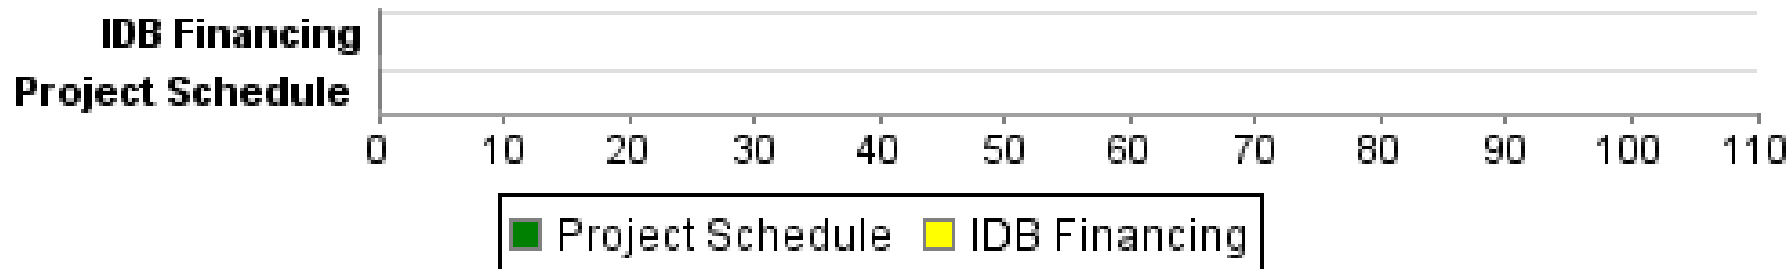 IDB Financing
Project Schedule
0 10 20 30 40 50 60 70 80 90 100 110
Project Schedule IDB Financing